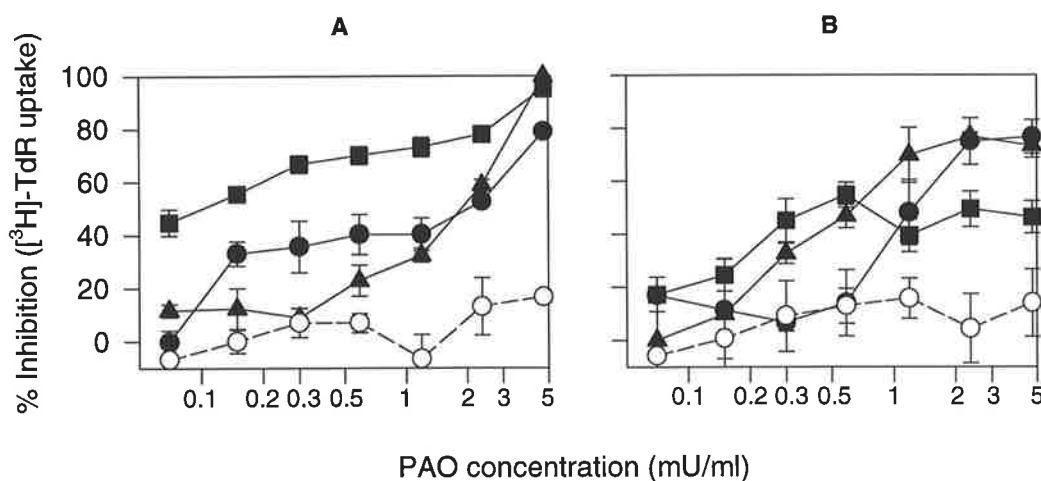 A
B
% Inhibition ([³H]-TdR uptake)
100
80
60
40
20
0
0.1 0.2 0.3 0.5 1 2 3 5
0.1 0.2 0.3 0.5 1 2 3 5
PAO concentration (mU/ml)